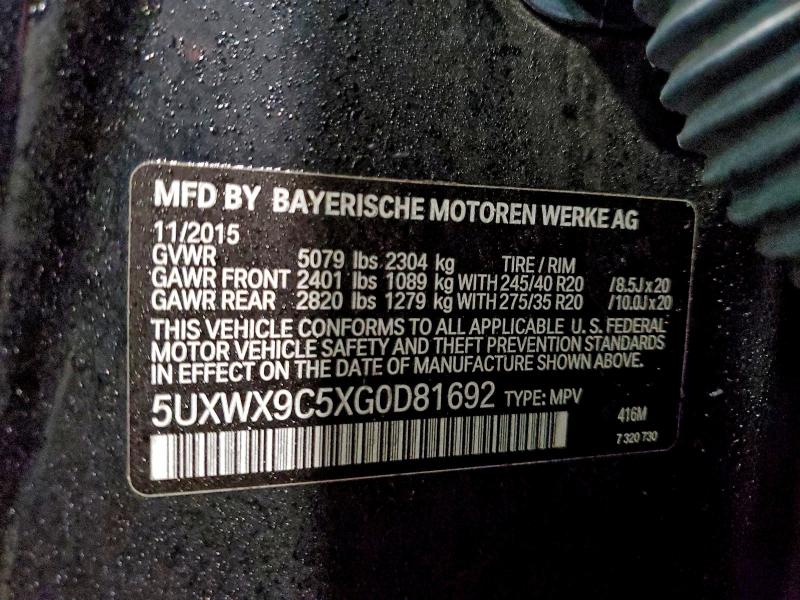 MFD BY BAYERISCHE MOTOREN WERKE AG
11/2015
GVWR 5079 lbs 2304 kg TIRE / RIM
GAWR FRONT 2401 lbs 1089 kg WITH 245/40 R20 /8.5J x 20
GAWR REAR 2820 lbs 1279 kg WITH 275/35 R20 /10.0J x 20
THIS VEHICLE CONFORMS TO ALL APPLICABLE U. S. FEDERAL
MOTOR VEHICLE SAFETY AND THEFT PREVENTION STANDARDS
IN EFFECT ON THE DATE OF MANUFACTURE SHOWN ABOVE.
5UXWX9C5XG0D81692 TYPE: MPV
416M
7 320 730